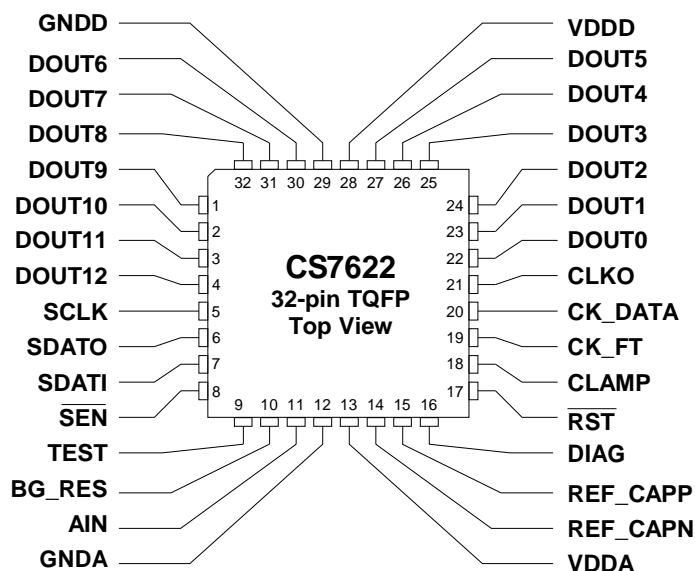 GNDD
DOUT6
DOUT7
DOUT8
DOUT9
DOUT10
DOUT11
DOUT12
SCLK
SDATO
SDATI
S̅E̅N̅
TEST
BG_RES
AIN
GNDA
VDDD
DOUT5
DOUT4
DOUT3
DOUT2
DOUT1
DOUT0
CLKO
CK_DATA
CK_FT
CLAMP
R̅S̅T̅
DIAG
REF_CAPP
REF_CAPN
VDDA
32 31 30 29 28 27 26 25
1
2
3
4
5
6
7
8
24
23
22
21
20
19
18
17
9 10 11 12 13 14 15 16
CS7622
32-pin TQFP
Top View